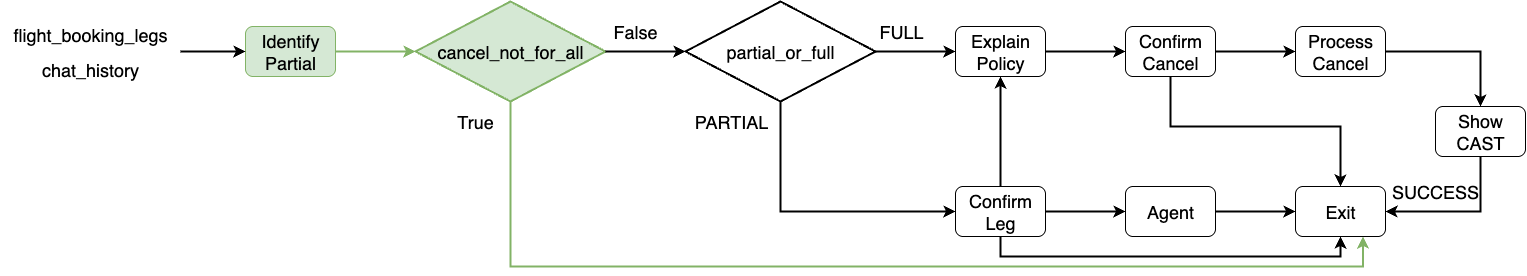 flight_booking_legs
chat_history
Identify
Partial
cancel_not_for_all
True
False
partial_or_full
PARTIAL
FULL
Explain
Policy
Confirm
Cancel
Process
Cancel
Show
CAST
SUCCESS
Confirm
Leg
Agent
Exit